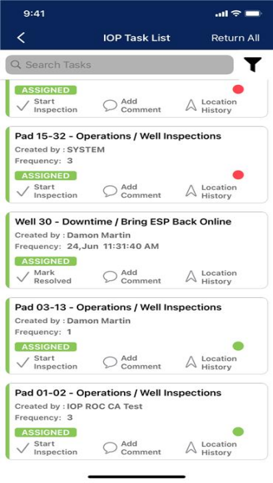 9:41
IOP Task List
Return All
Search Tasks
ASSIGNED
Start Inspection
Add Comment
Location History
Pad 15-32 - Operations / Well Inspections
Created by : SYSTEM
Frequency: 3
ASSIGNED
Start Inspection
Add Comment
Location History
Well 30 - Downtime / Bring ESP Back Online
Created by : Damon Martin
Frequency: 24,Jun 11:31:40 AM
ASSIGNED
Mark Resolved
Add Comment
Location History
Pad 03-13 - Operations / Well Inspections
Created by : Damon Martin
Frequency: 1
ASSIGNED
Start Inspection
Add Comment
Location History
Pad 01-02 - Operations / Well Inspections
Created by : IOP ROC CA Test
Frequency: 3
ASSIGNED
Start Inspection
Add Comment
Location History